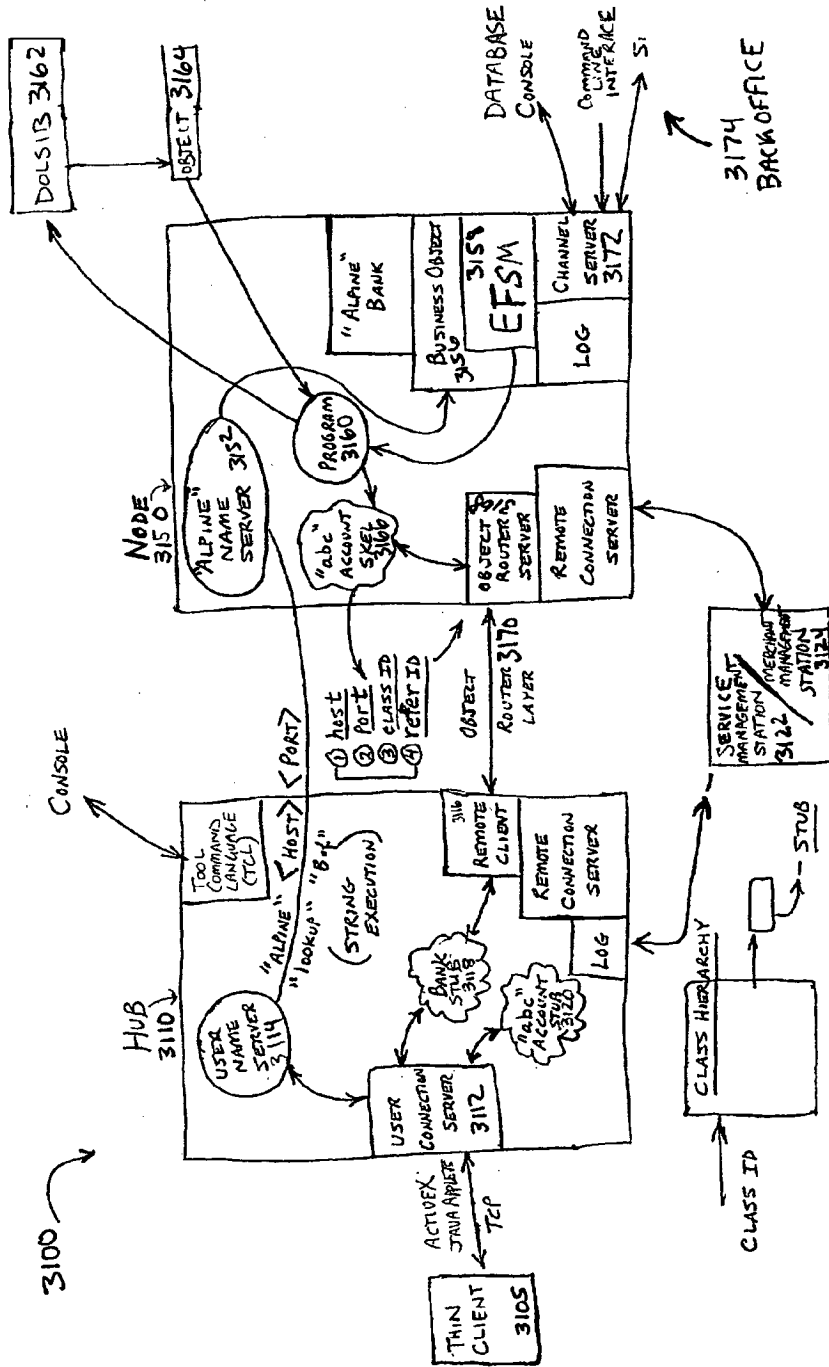 3100
THIN
CLIENT
3105
ACTIVEX
JAVA APPLETS
TCP
HUB
3110
USER
NAME
SERVER
3114
USER
CONNECTION
SERVER
3112
TOOL
COMMAND
LANGUAGE
(TCL)
CONSOLE
"ALPINE" <HOST> <PORT>
"lookup" "Bof"
(STRING
EXECUTION)
BANK
STUB
3118
"abc"
ACCOUNT
STUB
3120
3116
REMOTE
CLIENT
REMOTE
CONNECTION
SERVER
LOG
① host
② Port
③ CLASS ID
④ refer ID
OBJECT
ROUTER 3170
LAYER
NODE
3150
"ALPINE"
NAME
SERVER 3152
PROGRAM
3160
"abc"
ACCOUNT
SKEL
3166
OBJECT
ROUTER
SERVER
REMOTE
CONNECTION
SERVER
"ALPINE"
BANK
BUSINESS OBJECT
3156
3158
EFSM
LOG
CHANNEL
SERVER
3172
DOLSIB 3162
OBJECT 3164
DATABASE
CONSOLE
COMMAND
LINE
INTERFACE
3174
BACK OFFICE
CLASS ID
CLASS HIERARCHY
STUB
SERVICE
MANAGEMENT
STATION
3122
MERCHANT
MANAGEMENT
STATION
3124